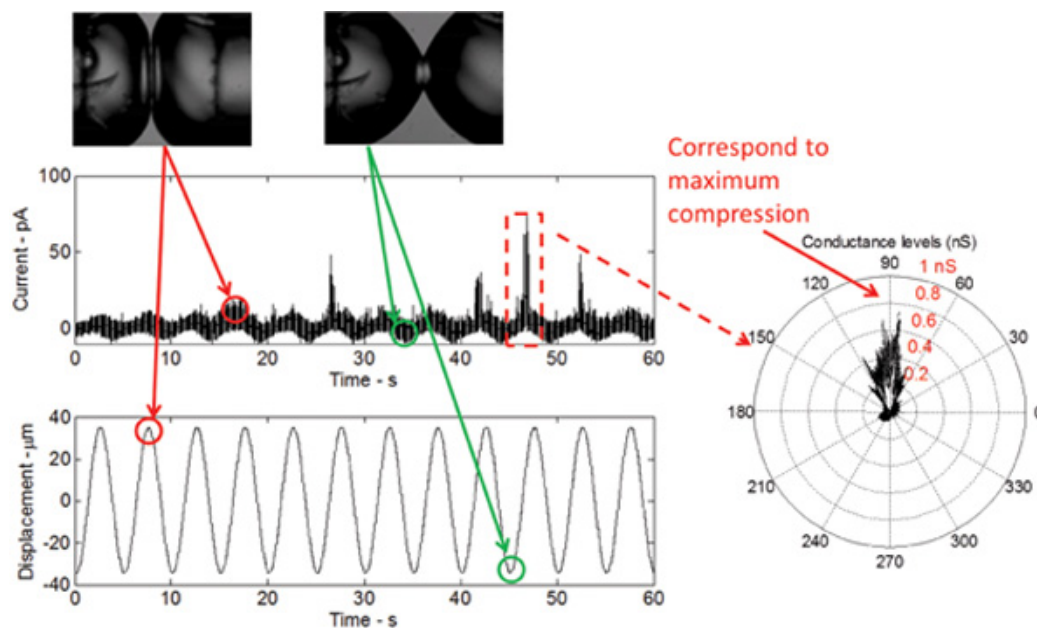 100
50
0
Current - pA
0 10 20 30 40 50 60
Time - s
40
20
0
-20
-40
Displacement - μm
0 10 20 30 40 50 60
Time - s
Correspond to
maximum
compression
Conductance levels (nS)
90
1 nS
120
60
0.8
150
0.6
30
0.4
0.2
180
0
210
330
240
300
270